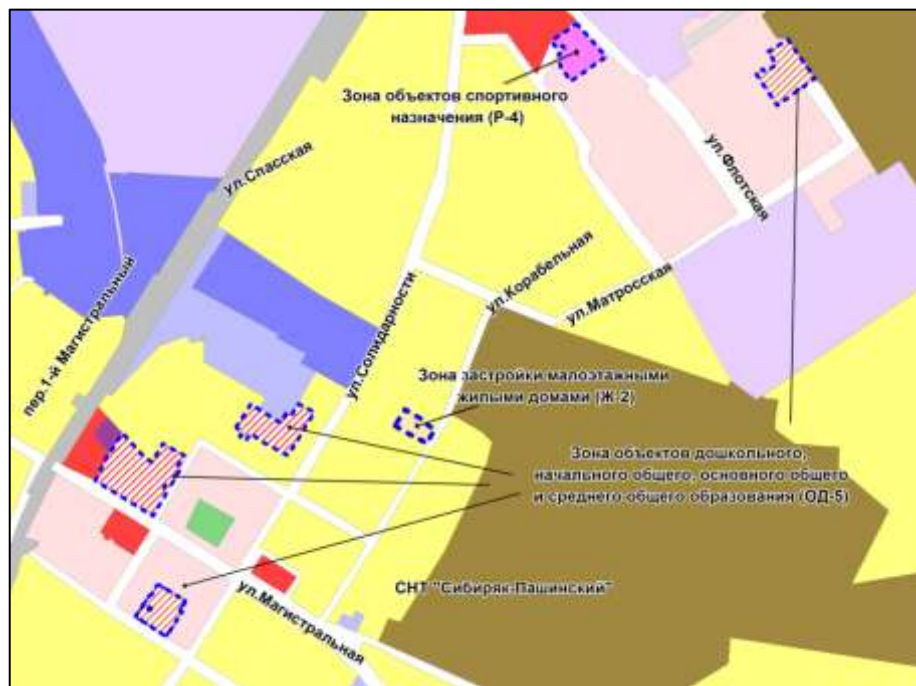 Зона объектов спортивного
назначения (Р-4)
ул.Спасская
ул.Флотская
ул.Корабельная
ул.Матросская
пер.1-й Магистральный
ул.Солидарности
Зона застройки малоэтажными
жилыми домами (Ж-2)
Зона объектов дошкольного,
начального общего, основного общего
и среднего общего образования (ОД-5)
СНТ "Сибиряк-Пашинский"
ул.Магистральная